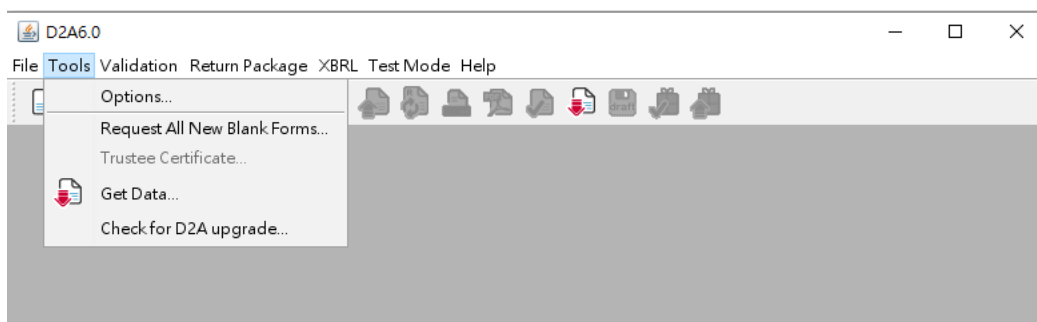 D2A6.0
File Tools Validation Return Package XBRL Test Mode Help
Options...
Request All New Blank Forms...
Trustee Certificate...
Get Data...
Check for D2A upgrade...
draft